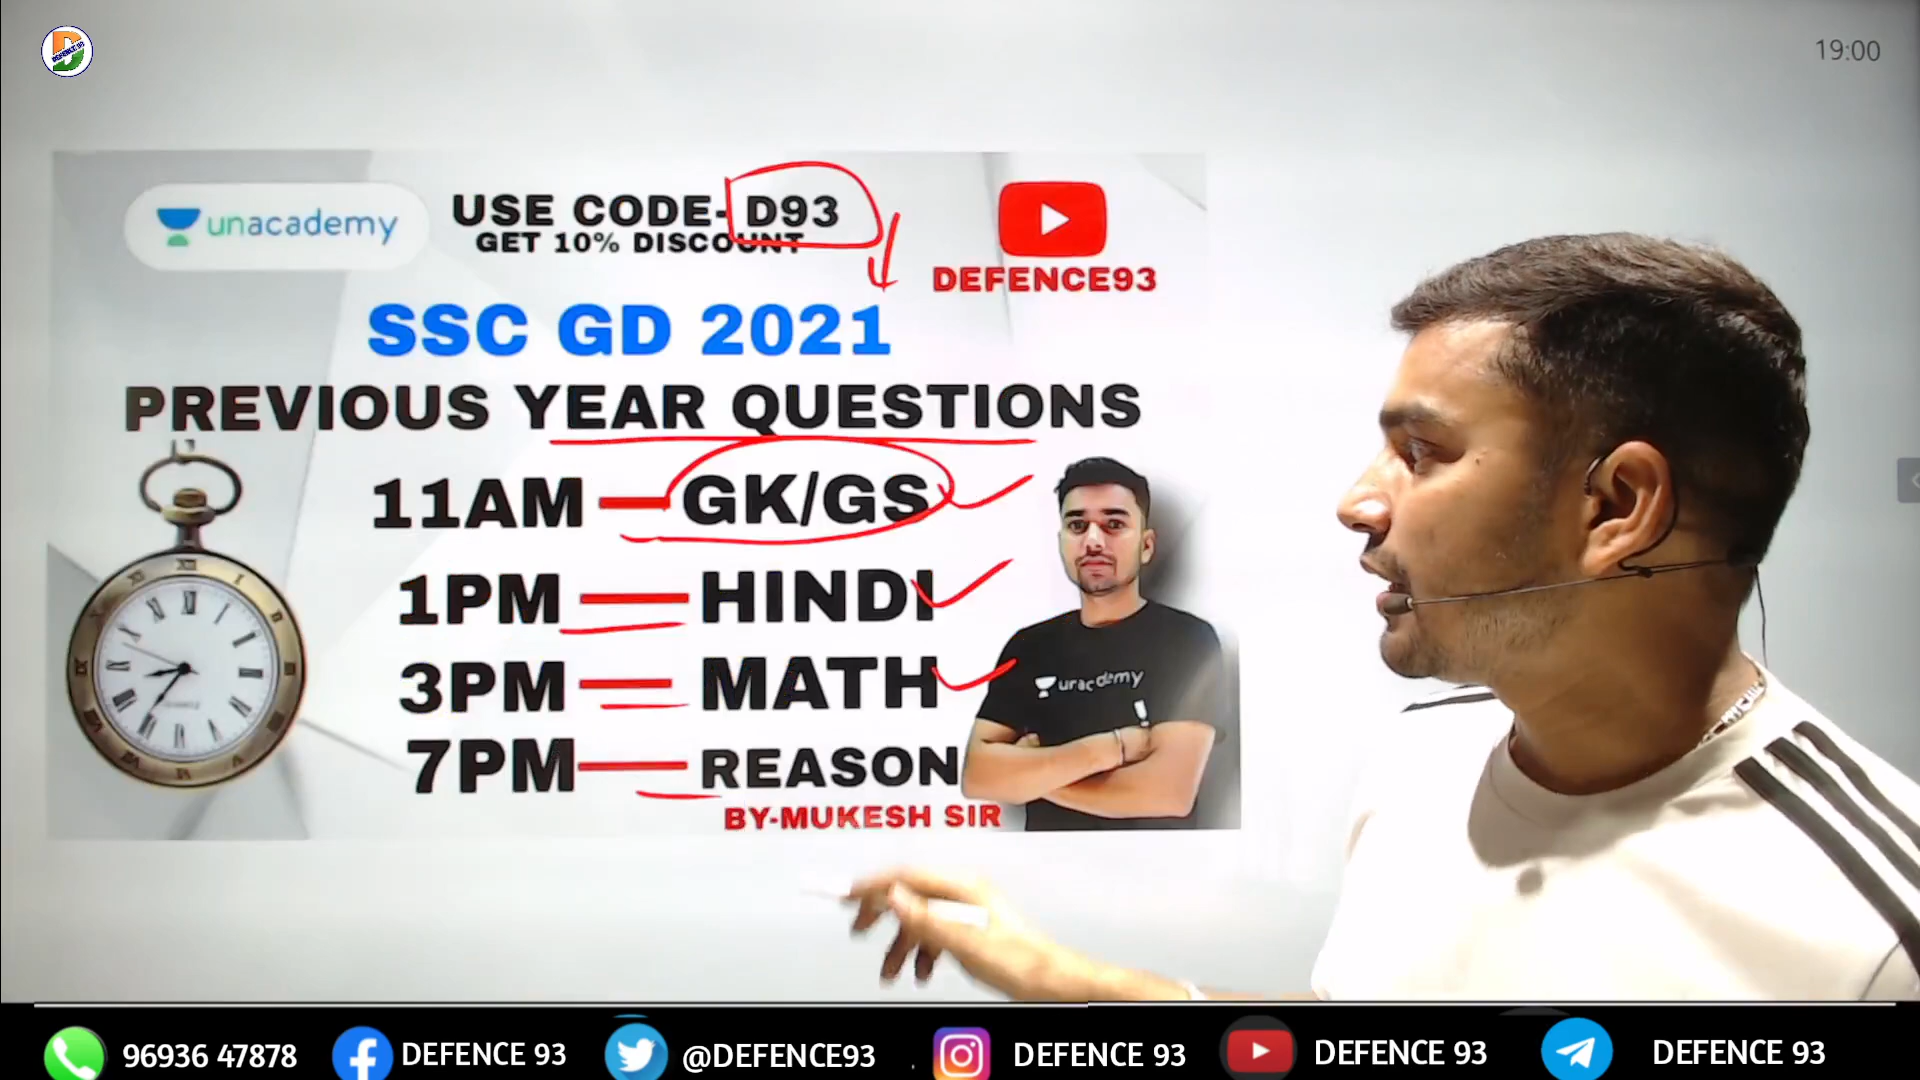 DEFENCE 93
19:00
unacademy
USE CODE- D93
GET 10% DISCOUNT
DEFENCE93
SSC GD 2021
PREVIOUS YEAR QUESTIONS
11AM — GK/GS
1PM — HINDI
3PM — MATH
7PM — REASON
BY-MUKESH SIR
unacademy
96936 47878
DEFENCE 93
@DEFENCE93
DEFENCE 93
DEFENCE 93
DEFENCE 93